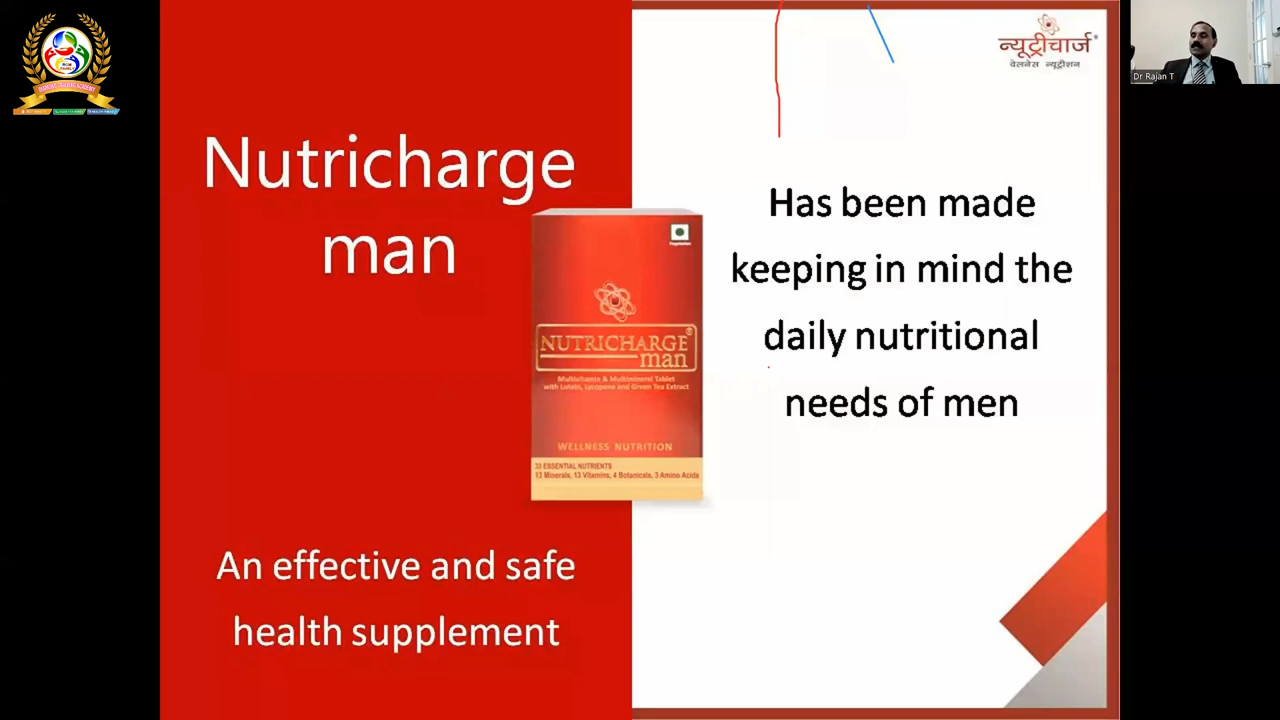 Nutricharge
man
An effective and safe
health supplement
Vegetarian
NUTRICHARGE®
man
Multivitamin & Multimineral Tablet
with Lutein, Lycopene and Green Tea Extract
WELLNESS NUTRITION
33 ESSENTIAL NUTRIENTS
13 Minerals, 13 Vitamins, 4 Botanicals, 3 Amino Acids
न्यूट्रीचार्ज®
वेलनेस न्यूट्रीशन
Has been made
keeping in mind the
daily nutritional
needs of men
Dr Rajan T